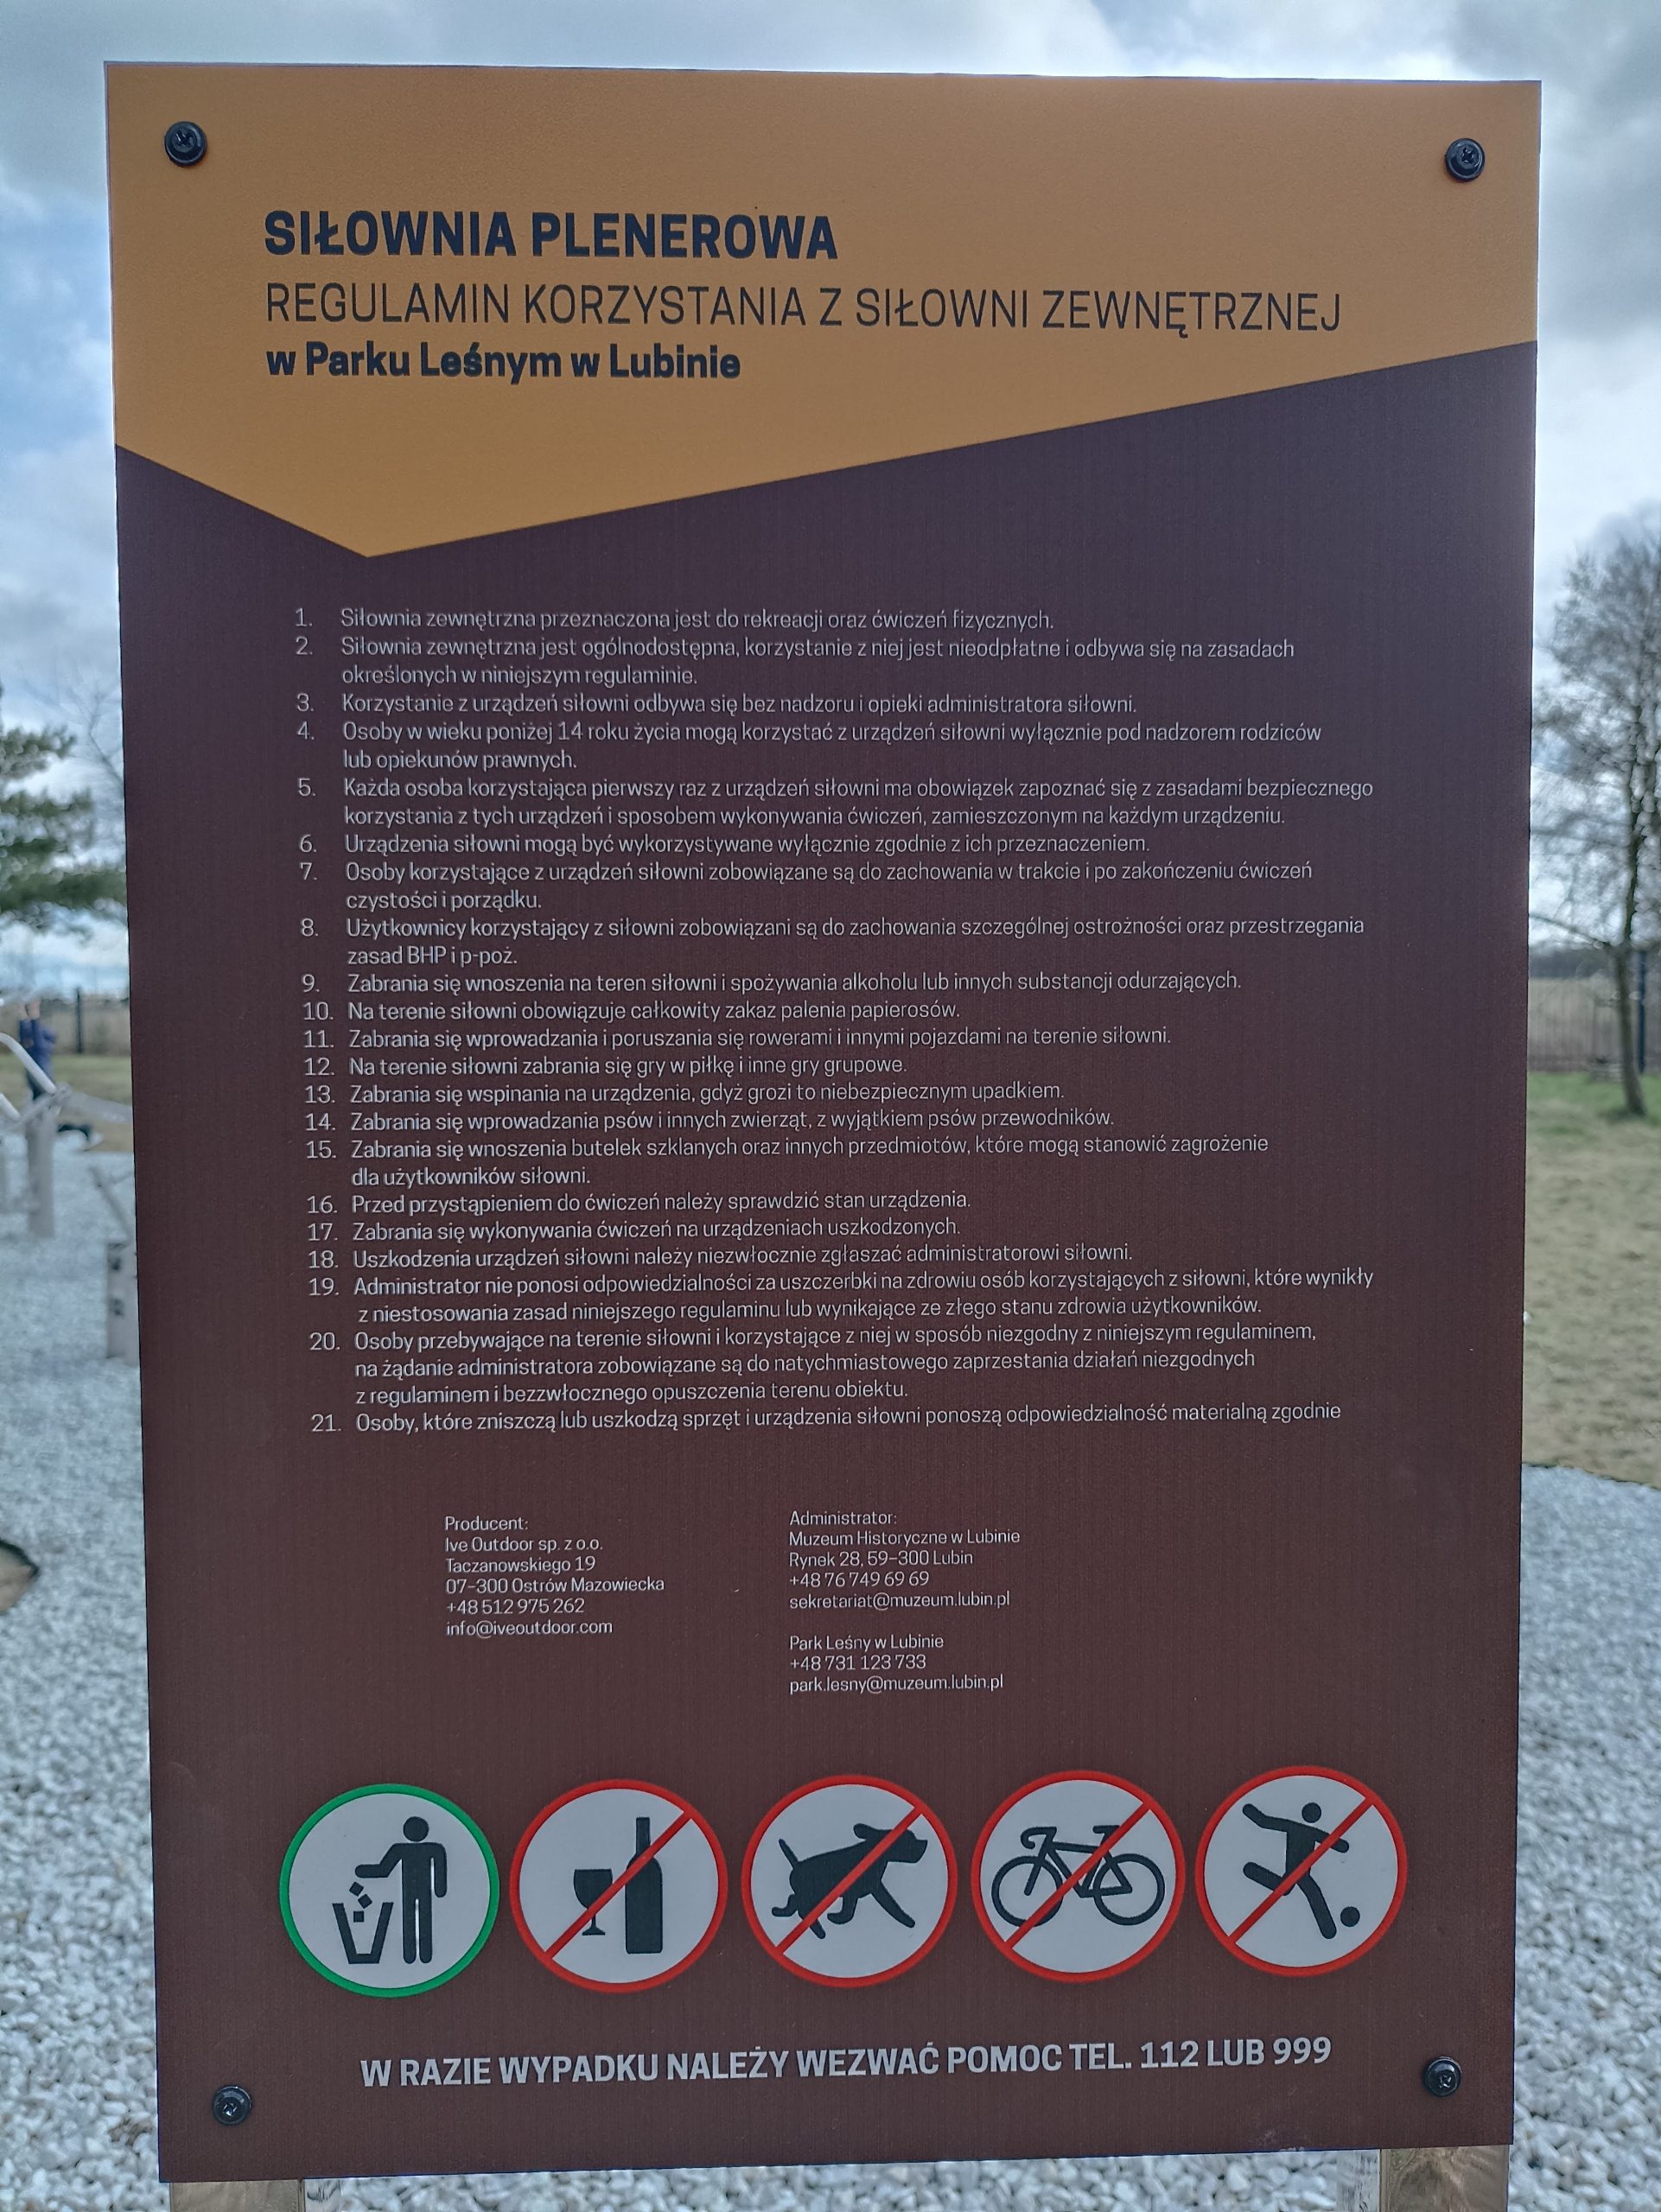 SIŁOWNIA PLENEROWA
REGULAMIN KORZYSTANIA Z SIŁOWNI ZEWNĘTRZNEJ
w Parku Leśnym w Lubinie
1. Siłownia zewnętrzna przeznaczona jest do rekreacji oraz ćwiczeń fizycznych.
2. Siłownia zewnętrzna jest ogólnodostępna, korzystanie z niej jest nieodpłatne i odbywa się na zasadach
określonych w niniejszym regulaminie.
3. Korzystanie z urządzeń siłowni odbywa się bez nadzoru i opieki administratora siłowni.
4. Osoby w wieku poniżej 14 roku życia mogą korzystać z urządzeń siłowni wyłącznie pod nadzorem rodziców
lub opiekunów prawnych.
5. Każda osoba korzystająca pierwszy raz z urządzeń siłowni ma obowiązek zapoznać się z zasadami bezpiecznego
korzystania z tych urządzeń i sposobem wykonywania ćwiczeń, zamieszczonym na każdym urządzeniu.
6. Urządzenia siłowni mogą być wykorzystywane wyłącznie zgodnie z ich przeznaczeniem.
7. Osoby korzystające z urządzeń siłowni zobowiązane są do zachowania w trakcie i po zakończeniu ćwiczeń
czystości i porządku.
8. Użytkownicy korzystający z siłowni zobowiązani są do zachowania szczególnej ostrożności oraz przestrzegania
zasad BHP i p-poż.
9. Zabrania się wnoszenia na teren siłowni i spożywania alkoholu lub innych substancji odurzających.
10. Na terenie siłowni obowiązuje całkowity zakaz palenia papierosów.
11. Zabrania się wprowadzania i poruszania się rowerami i innymi pojazdami na terenie siłowni.
12. Na terenie siłowni zabrania się gry w piłkę i inne gry grupowe.
13. Zabrania się wspinania na urządzenia, gdyż grozi to niebezpiecznym upadkiem.
14. Zabrania się wprowadzania psów i innych zwierząt, z wyjątkiem psów przewodników.
15. Zabrania się wnoszenia butelek szklanych oraz innych przedmiotów, które mogą stanowić zagrożenie
dla użytkowników siłowni.
16. Przed przystąpieniem do ćwiczeń należy sprawdzić stan urządzenia.
17. Zabrania się wykonywania ćwiczeń na urządzeniach uszkodzonych.
18. Uszkodzenia urządzeń siłowni należy niezwłocznie zgłaszać administratorowi siłowni.
19. Administrator nie ponosi odpowiedzialności za uszczerbki na zdrowiu osób korzystających z siłowni, które wynikły
z niestosowania zasad niniejszego regulaminu lub wynikające ze złego stanu zdrowia użytkowników.
20. Osoby przebywające na terenie siłowni i korzystające z niej w sposób niezgodny z niniejszym regulaminem,
na żądanie administratora zobowiązane są do natychmiastowego zaprzestania działań niezgodnych
z regulaminem i bezzwłocznego opuszczenia terenu obiektu.
21. Osoby, które zniszczą lub uszkodzą sprzęt i urządzenia siłowni ponoszą odpowiedzialność materialną zgodnie
Producent:
Ive Outdoor sp. z o.o.
Taczanowskiego 19
07-300 Ostrów Mazowiecka
+48 512 975 262
info@iveoutdoor.com
Administrator:
Muzeum Historyczne w Lubinie
Rynek 28, 59-300 Lubin
+48 76 749 69 69
sekretariat@muzeum.lubin.pl
Park Leśny w Lubinie
+48 731 123 733
park.lesny@muzeum.lubin.pl
W RAZIE WYPADKU NALEŻY WEZWAĆ POMOC TEL. 112 LUB 999